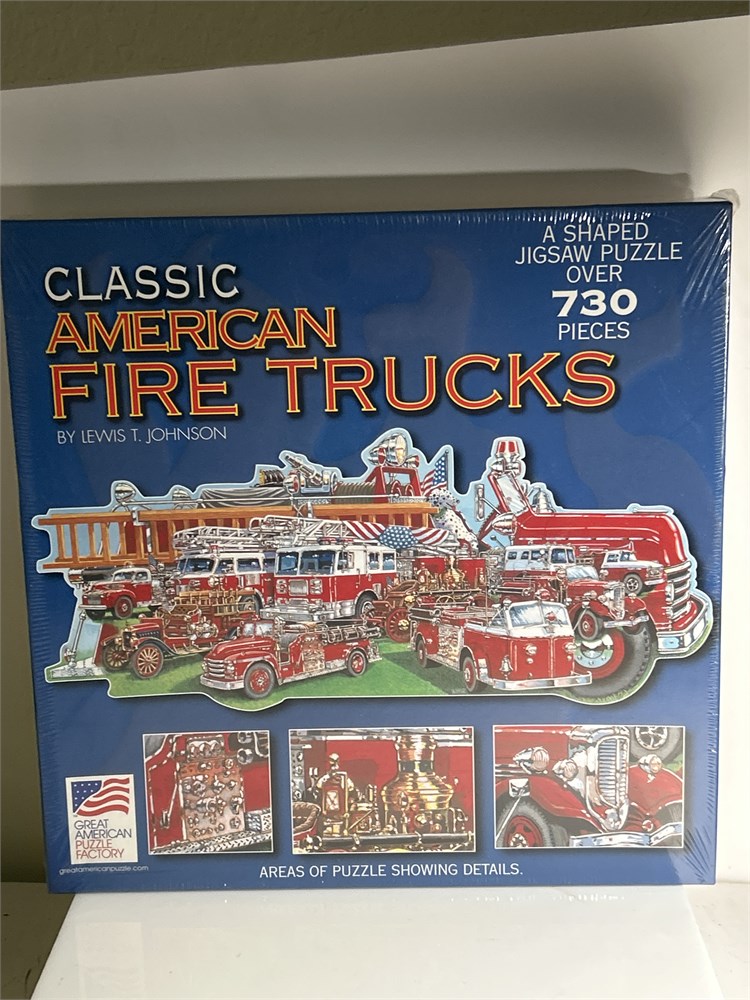 A SHAPED
JIGSAW PUZZLE
OVER
730
PIECES
CLASSIC
AMERICAN
FIRE TRUCKS
BY LEWIS T. JOHNSON
GREAT
AMERICAN
PUZZLE
FACTORY
greatamericanpuzzle.com
AREAS OF PUZZLE SHOWING DETAILS.